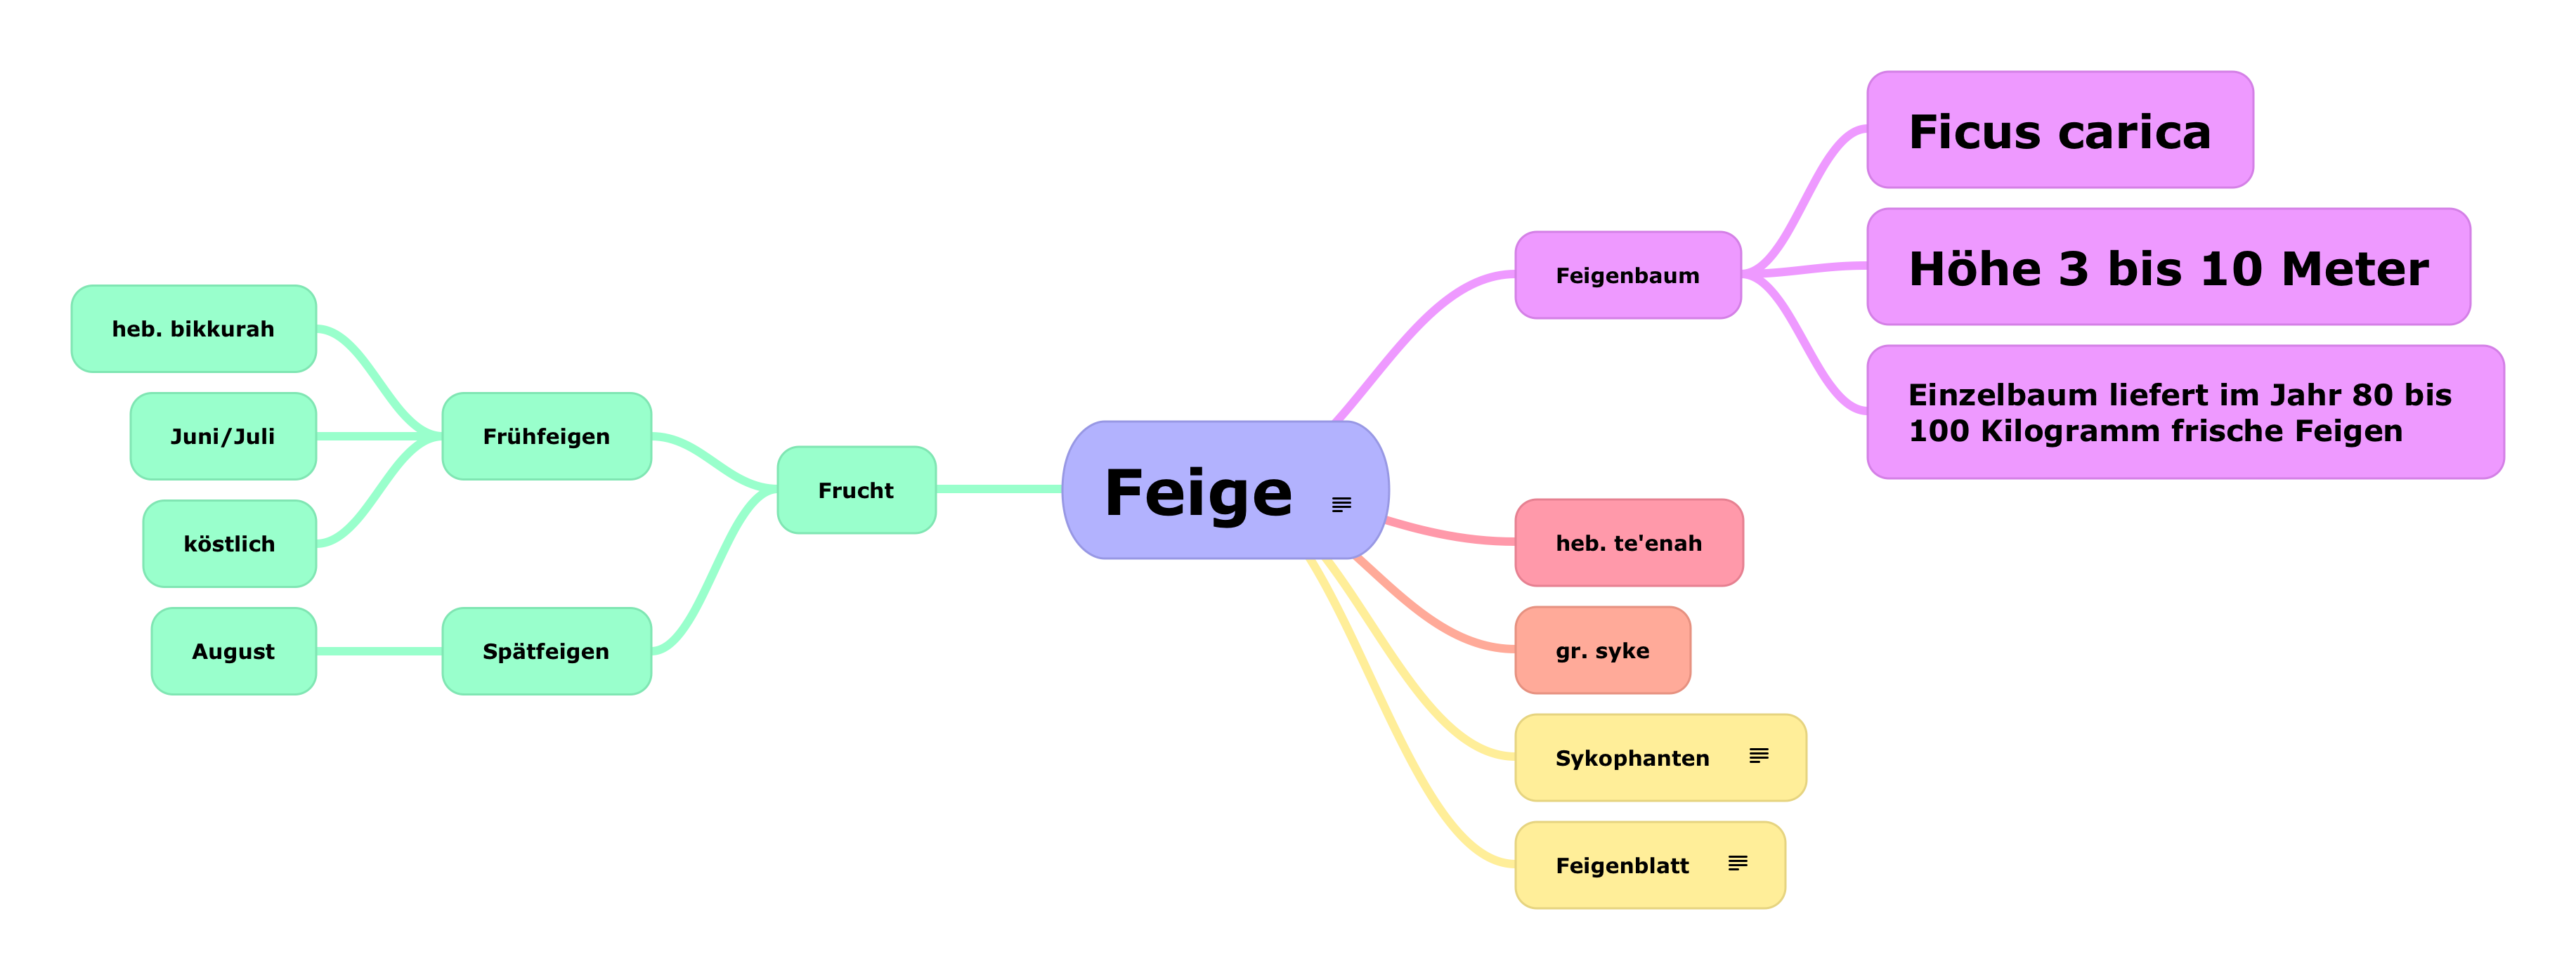 Feige
Feigenbaum
Ficus carica
Höhe 3 bis 10 Meter
Einzelbaum liefert im Jahr 80 bis
100 Kilogramm frische Feigen
heb. te'enah
gr. syke
Sykophanten
Feigenblatt
Frucht
Frühfeigen
heb. bikkurah
Juni/Juli
köstlich
Spätfeigen
August